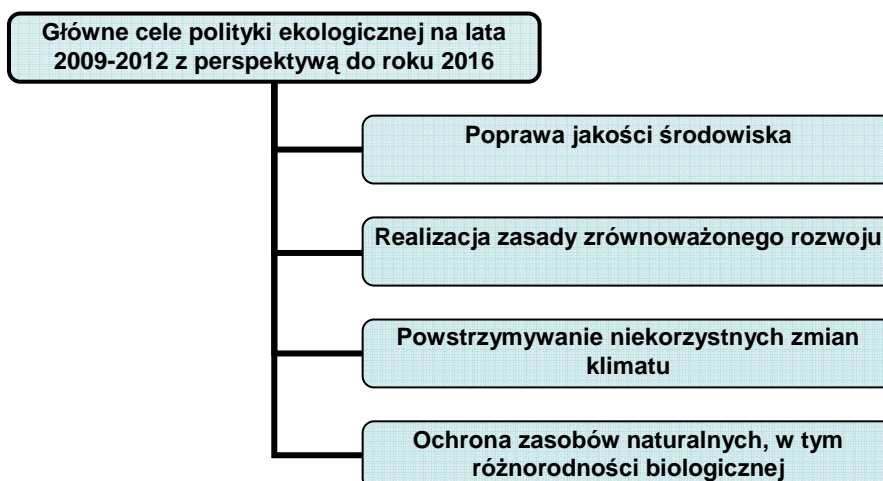 Główne cele polityki ekologicznej na lata
2009-2012 z perspektywą do roku 2016
Poprawa jakości środowiska
Realizacja zasady zrównoważonego rozwoju
Powstrzymywanie niekorzystnych zmian
klimatu
Ochrona zasobów naturalnych, w tym
różnorodności biologicznej